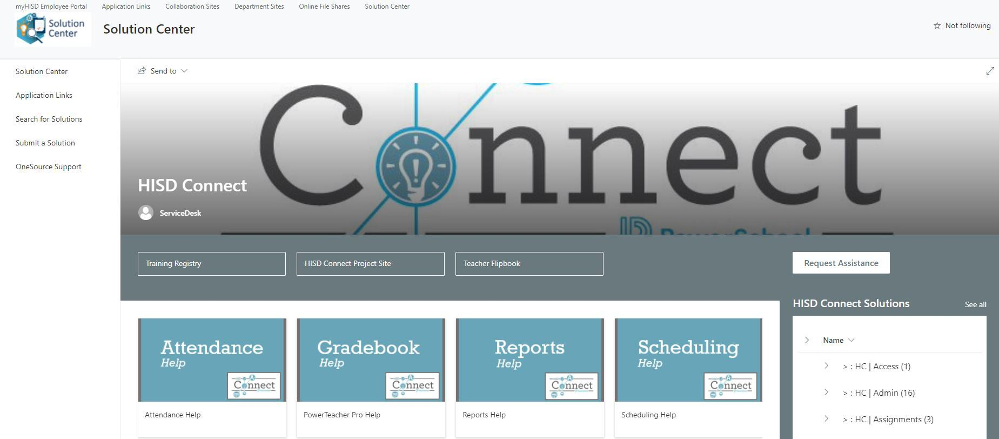 myHISD Employee Portal Application Links Collaboration Sites Department Sites Online File Shares Solution Center
Solution
Center
Solution Center
Not following
Solution Center
Application Links
Search for Solutions
Submit a Solution
OneSource Support
Send to
Connect
HISD Connect
ServiceDesk
PowerSchool
Training Registry
HISD Connect Project Site
Teacher Flipbook
Request Assistance
Attendance
Help
Connect
Attendance Help
Gradebook
Help
Connect
PowerTeacher Pro Help
Reports
Help
Connect
Reports Help
Scheduling
Help
Connect
Scheduling Help
HISD Connect Solutions See all
Name
> : HC | Access (1)
> : HC | Admin (16)
> : HC | Assignments (3)